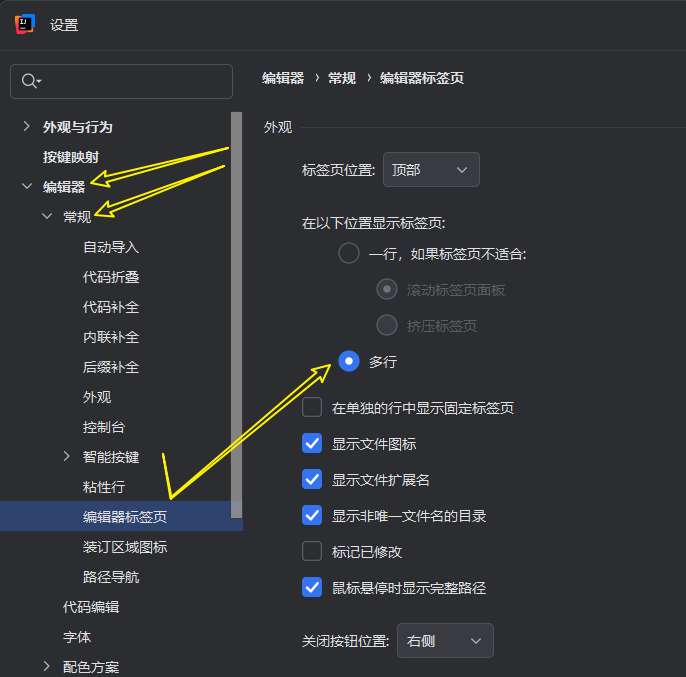 设置
外观与行为
按键映射
编辑器
常规
自动导入
代码折叠
代码补全
内联补全
后缀补全
外观
控制台
智能按键
粘性行
编辑器标签页
装订区域图标
路径导航
代码编辑
字体
配色方案
编辑器 › 常规 › 编辑器标签页
外观
标签页位置: 顶部
在以下位置显示标签页:
一行，如果标签页不适合:
滚动标签页面板
挤压标签页
多行
在单独的行中显示固定标签页
显示文件图标
显示文件扩展名
显示非唯一文件名的目录
标记已修改
鼠标悬停时显示完整路径
关闭按钮位置: 右侧